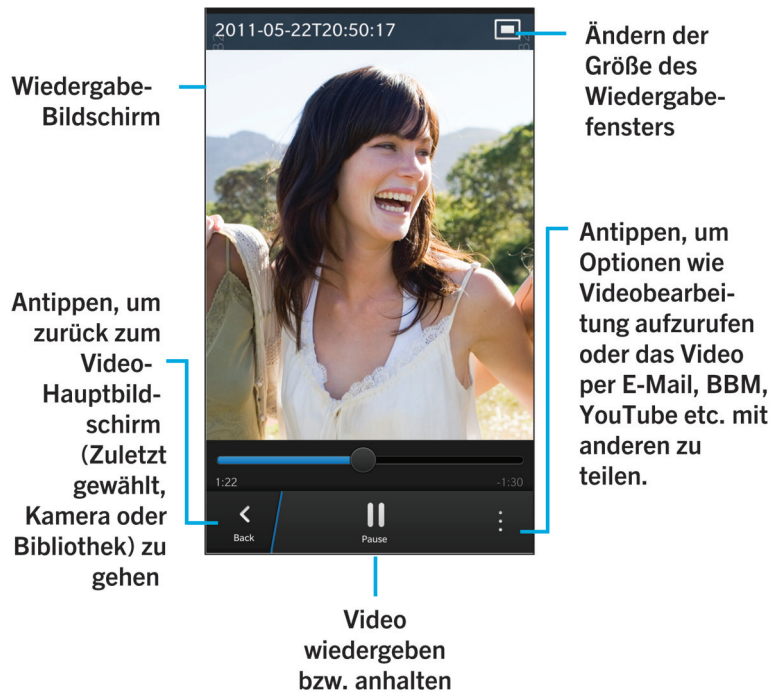 2011-05-22T20:50:17
Ändern der
Größe des
Wiedergabe-
fensters
Wiedergabe-
Bildschirm
Antippen, um
Optionen wie
Videobearbei-
tung aufzurufen
oder das Video
per E-Mail, BBM,
YouTube etc. mit
anderen zu
teilen.
Antippen, um
zurück zum
Video-
Hauptbild-
schirm
(Zuletzt
gewählt,
Kamera oder
Bibliothek) zu
gehen
1:22
-1:30
Back
Pause
Video
wiedergeben
bzw. anhalten